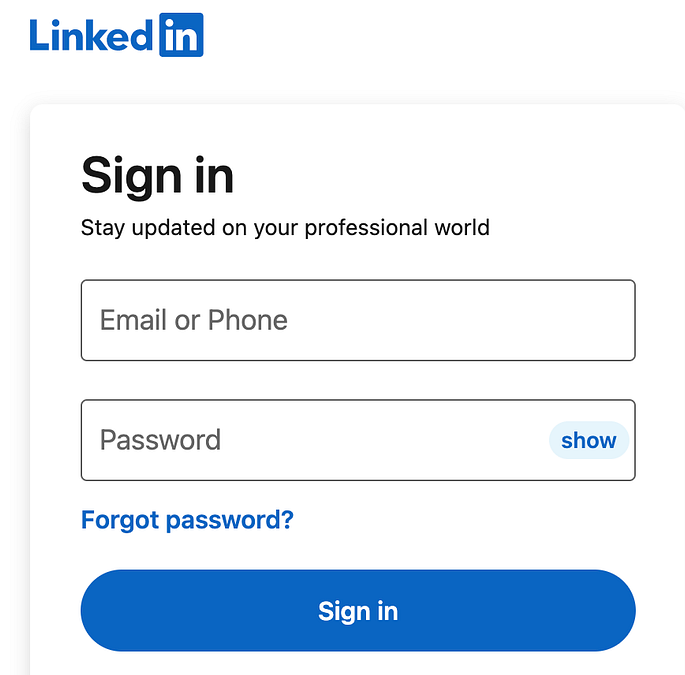 LinkedIn
Sign in
Stay updated on your professional world
Email or Phone
Password show
Forgot password?
Sign in